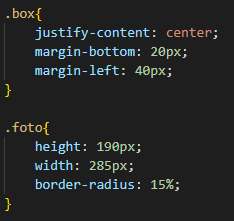 .box{
    justify-content: center;
    margin-bottom: 20px;
    margin-left: 40px;
}

.foto{
    height: 190px;
    width: 285px;
    border-radius: 15%;
}